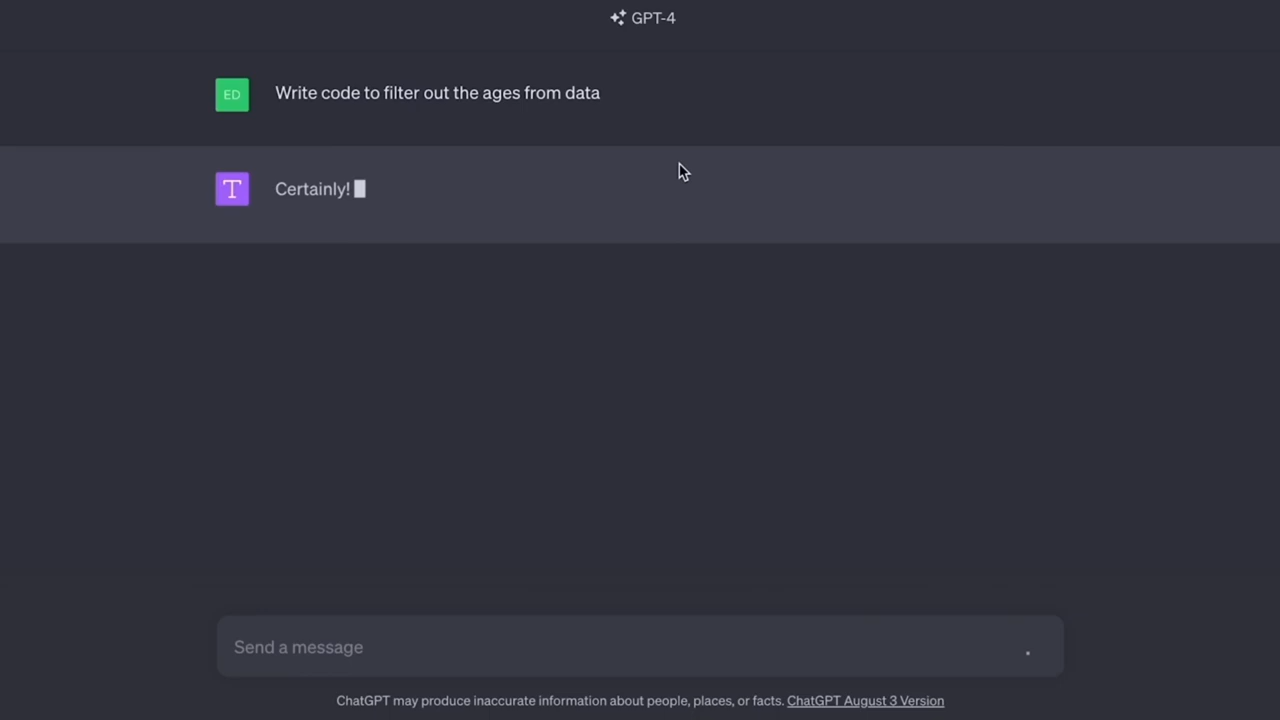 GPT-4
ED
Write code to filter out the ages from data
T
Certainly!
Send a message
ChatGPT may produce inaccurate information about people, places, or facts. ChatGPT August 3 Version